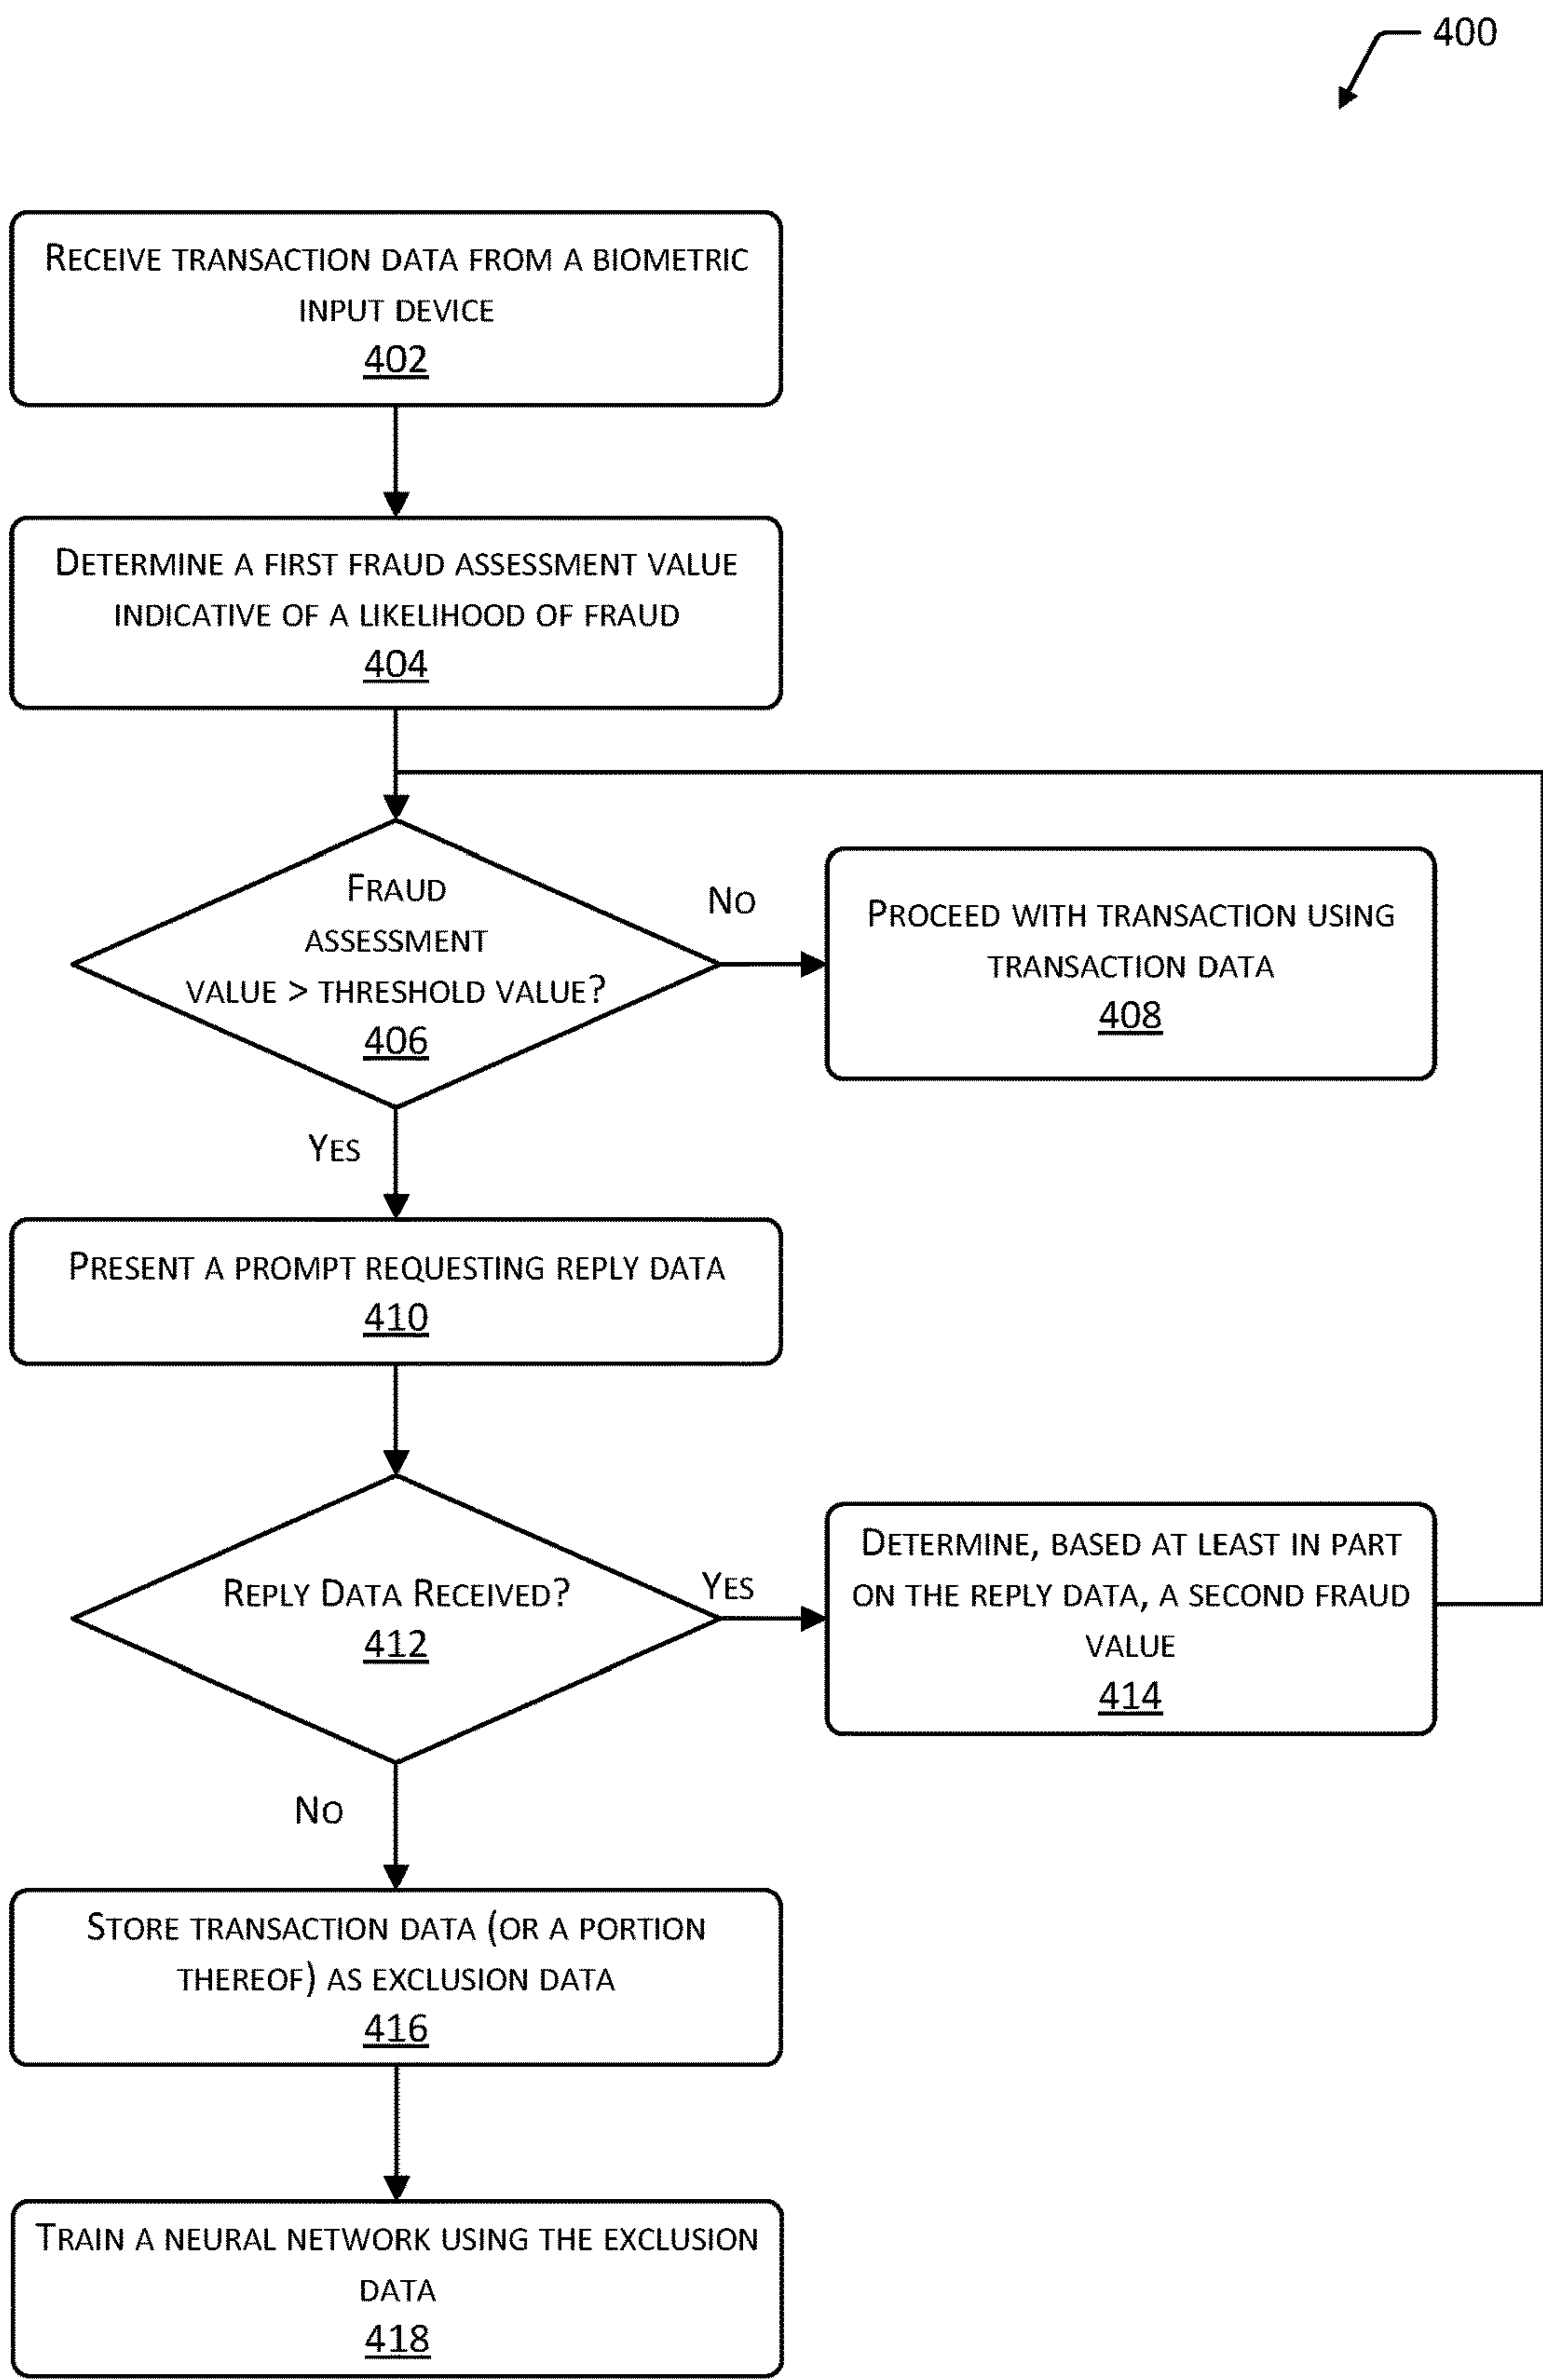 400
RECEIVE TRANSACTION DATA FROM A BIOMETRIC
INPUT DEVICE
402
DETERMINE A FIRST FRAUD ASSESSMENT VALUE
INDICATIVE OF A LIKELIHOOD OF FRAUD
404
FRAUD
ASSESSMENT
VALUE > THRESHOLD VALUE?
406
NO
PROCEED WITH TRANSACTION USING
TRANSACTION DATA
408
YES
PRESENT A PROMPT REQUESTING REPLY DATA
410
REPLY DATA RECEIVED?
412
YES
DETERMINE, BASED AT LEAST IN PART
ON THE REPLY DATA, A SECOND FRAUD
VALUE
414
NO
STORE TRANSACTION DATA (OR A PORTION
THEREOF) AS EXCLUSION DATA
416
TRAIN A NEURAL NETWORK USING THE EXCLUSION
DATA
418